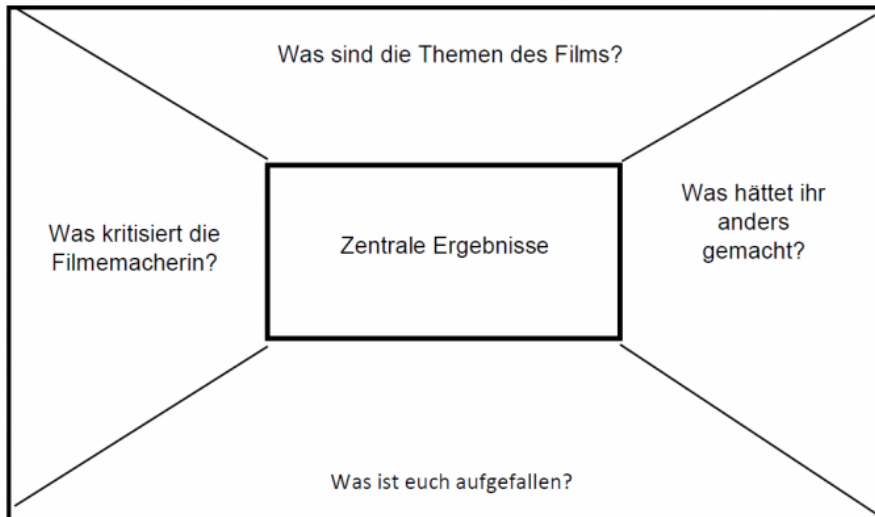 Was sind die Themen des Films?
Was kritisiert die
Filmemacherin?
Zentrale Ergebnisse
Was hättet ihr
anders
gemacht?
Was ist euch aufgefallen?